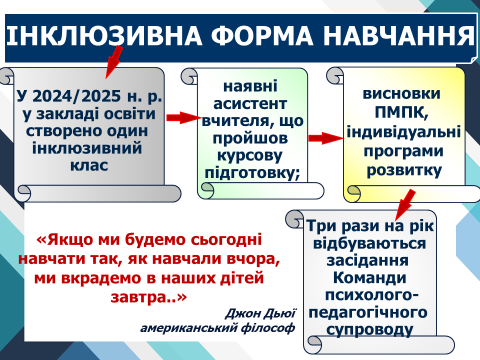 ІНКЛЮЗИВНА ФОРМА НАВЧАННЯ
У 2024/2025 н. р.
у закладі освіти
створено один
інклюзивний
клас
наявні
асистент
вчителя, що
пройшов
курсову
підготовку;
висновки
ПМПК,
індивідуальні
програми
розвитку
Три рази на рік
відбуваються
засідання
Команди
психолого-
педагогічного
супроводу
«Якщо ми будемо сьогодні
навчати так, як навчали вчора,
ми вкрадемо в наших дітей
завтра..»
Джон Дьюї
американський філософ